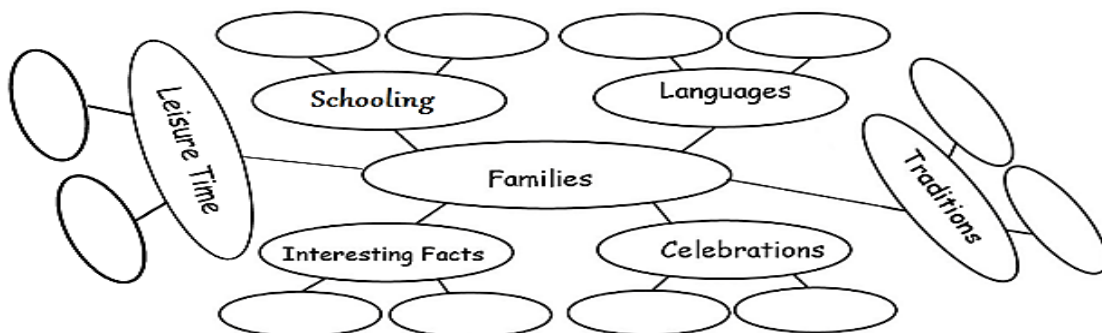 Leisure Time
Schooling
Languages
Families
Traditions
Interesting Facts
Celebrations